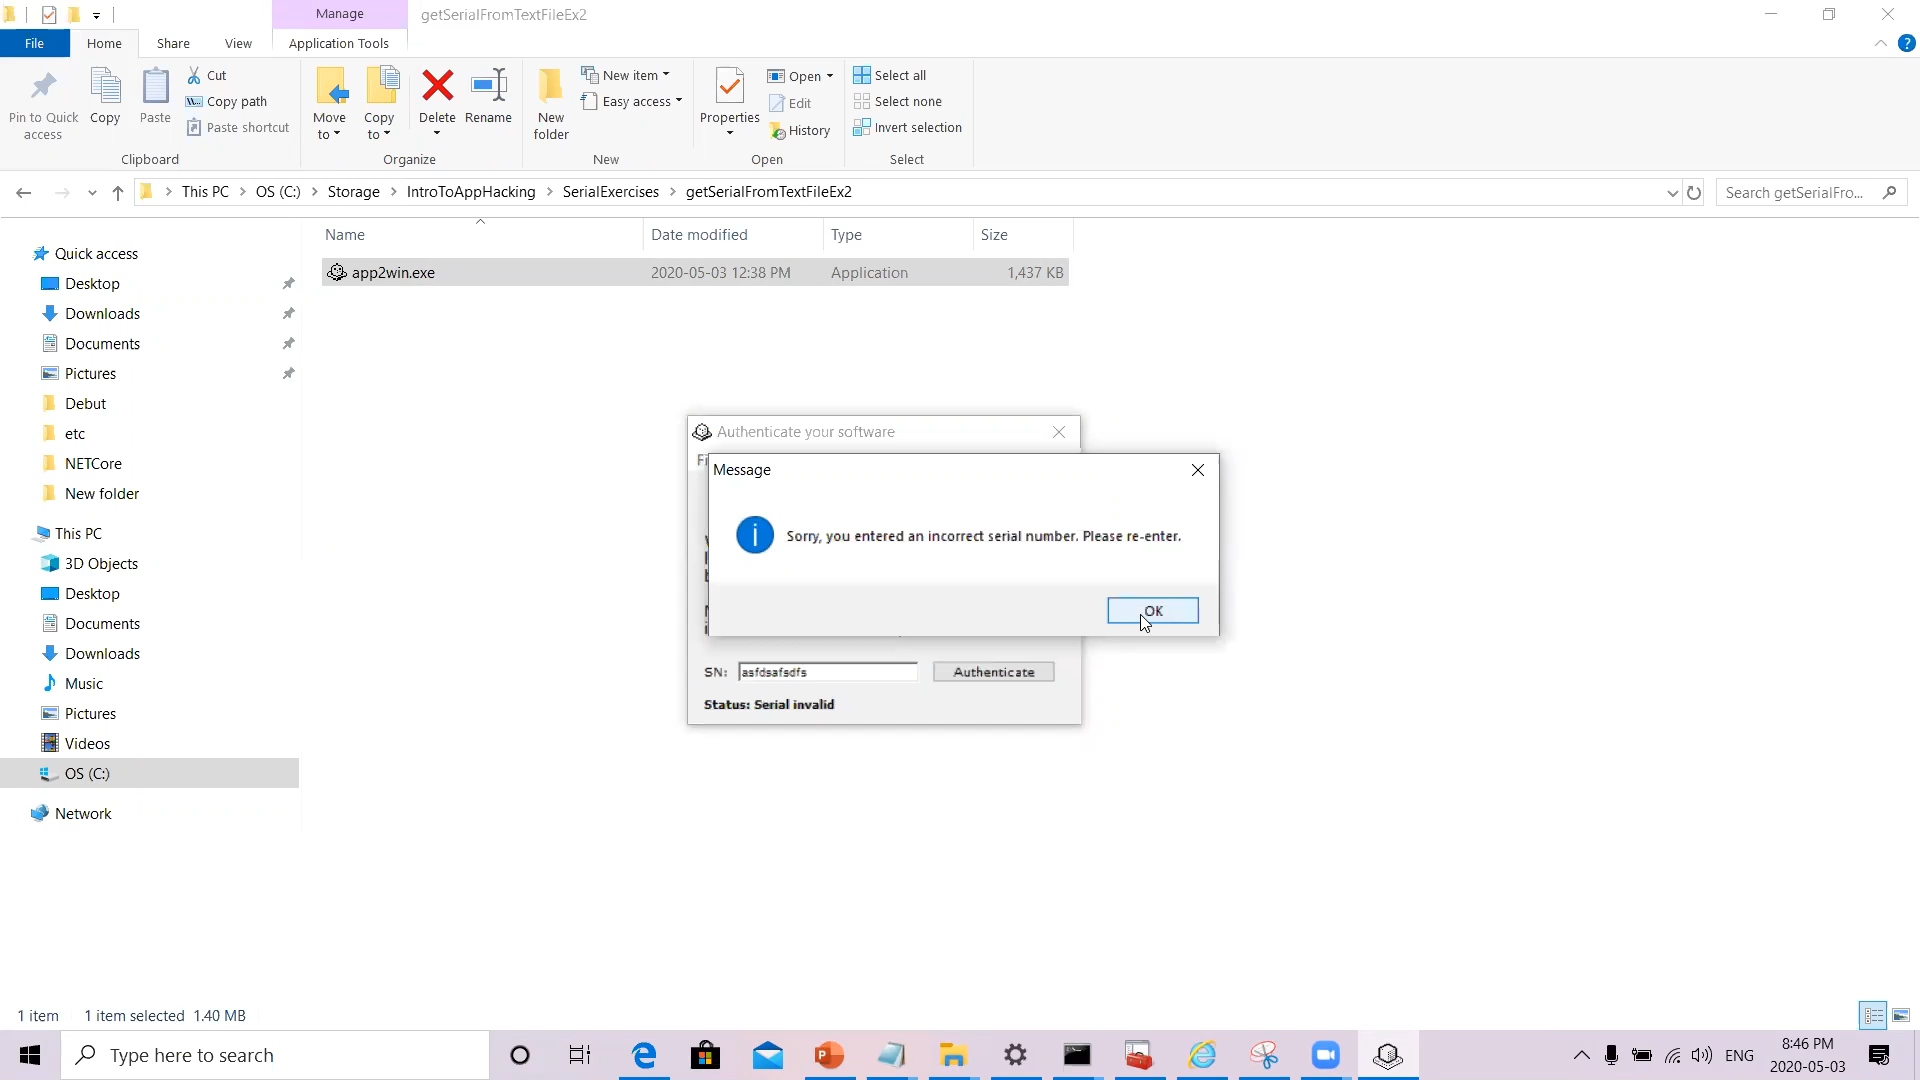 Manage
getSerialFromTextFileEx2
File
Home
Share
View
Application Tools
Pin to Quick access
Copy
Paste
Cut
Copy path
Paste shortcut
Clipboard
Move to
Copy to
Delete
Rename
Organize
New folder
New item
Easy access
New
Properties
Open
Edit
History
Open
Select all
Select none
Invert selection
Select
This PC > OS (C:) > Storage > IntroToAppHacking > SerialExercises > getSerialFromTextFileEx2
Search getSerialFro...
Name
Date modified
Type
Size
app2win.exe
2020-05-03 12:38 PM
Application
1,437 KB
Quick access
Desktop
Downloads
Documents
Pictures
Debut
etc
NETCore
New folder
This PC
3D Objects
Desktop
Documents
Downloads
Music
Pictures
Videos
OS (C:)
Network
Authenticate your software
Message
Sorry, you entered an incorrect serial number. Please re-enter.
OK
SN: asfdsafsdfs
Authenticate
Status: Serial invalid
1 item
1 item selected 1.40 MB
Type here to search
ENG
8:46 PM
2020-05-03